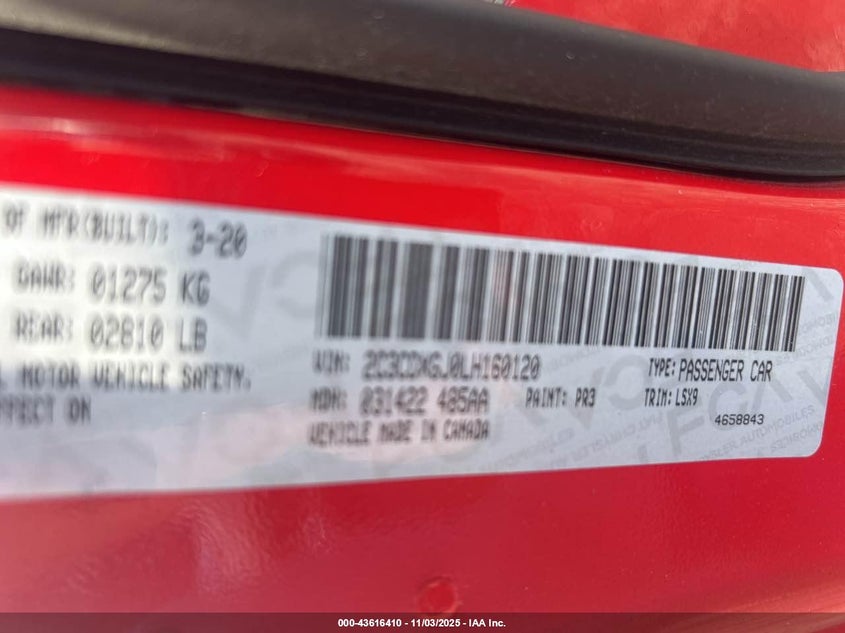 OF MFR(BUILT): 3-20
GAWR: 01275 KG
REAR: 02810 LB
MOTOR VEHICLE SAFETY.
EFFECT ON
VIN: 2C3CDXGJ0LH160120 TYPE: PASSENGER CAR
MDH: 031422 485AA PAINT: PR3 TRIM: LSX9
VEHICLE MADE IN CANADA 4658843
000-43616410 - 11/03/2025 - IAA Inc.